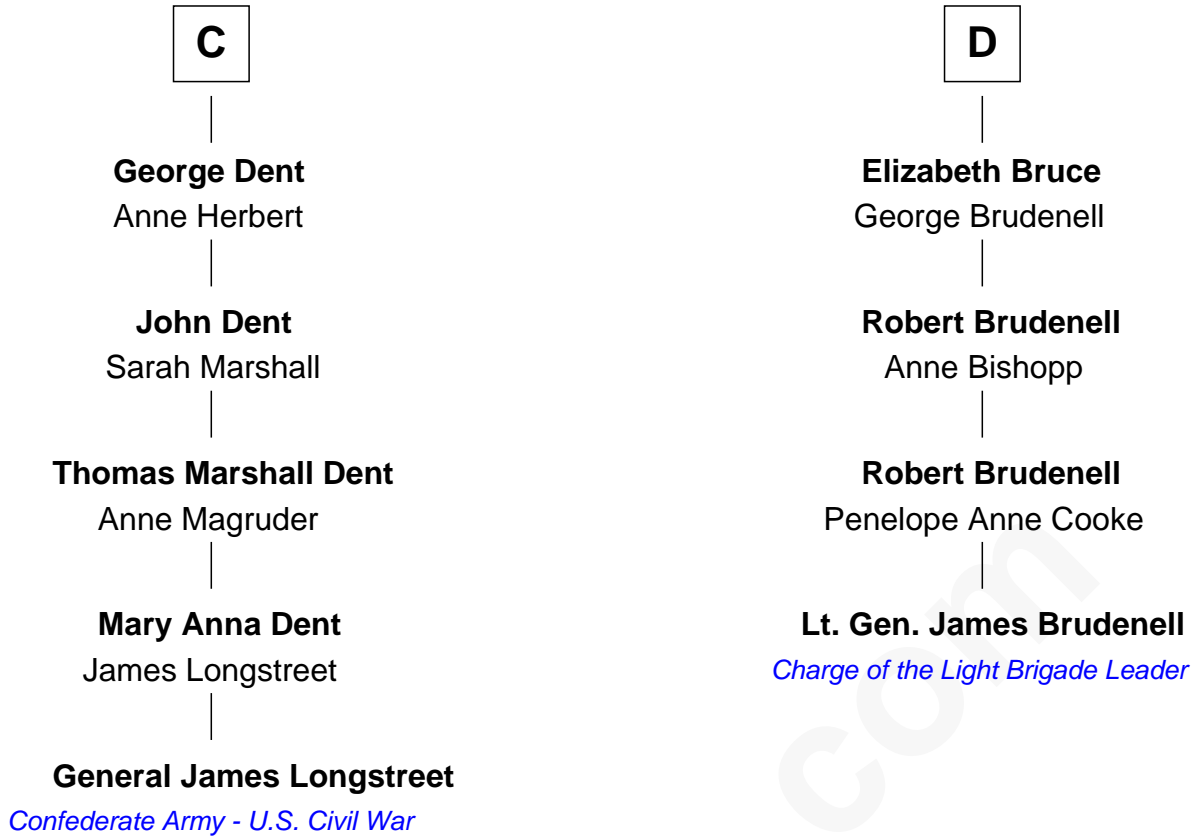 C
George Dent
Anne Herbert
John Dent
Sarah Marshall
Thomas Marshall Dent
Anne Magruder
Mary Anna Dent
James Longstreet
General James Longstreet
Confederate Army - U.S. Civil War
D
Elizabeth Bruce
George Brudenell
Robert Brudenell
Anne Bishopp
Robert Brudenell
Penelope Anne Cooke
Lt. Gen. James Brudenell
Charge of the Light Brigade Leader
com